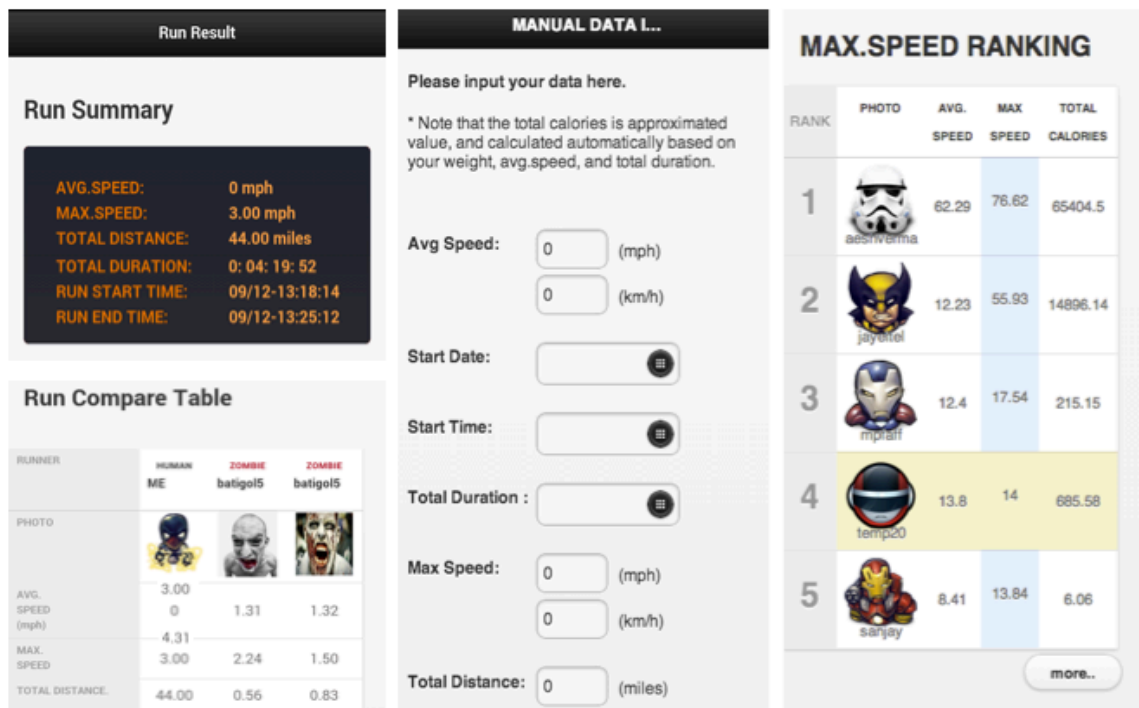 Run Result
Run Summary
AVG.SPEED: 0 mph
MAX.SPEED: 3.00 mph
TOTAL DISTANCE: 44.00 miles
TOTAL DURATION: 0: 04: 19: 52
RUN START TIME: 09/12-13:18:14
RUN END TIME: 09/12-13:25:12
Run Compare Table
RUNNER HUMAN ZOMBIE ZOMBIE
ME batigol5 batigol5
PHOTO
3.00
AVG.
SPEED 0 1.31 1.32
(mph)
4.31
MAX.
SPEED 3.00 2.24 1.50
TOTAL DISTANCE. 44.00 0.56 0.83
MANUAL DATA I...
Please input your data here.
* Note that the total calories is approximated
value, and calculated automatically based on
your weight, avg.speed, and total duration.
Avg Speed: 0 (mph)
0 (km/h)
Start Date:
Start Time:
Total Duration :
Max Speed: 0 (mph)
0 (km/h)
Total Distance: 0 (miles)
MAX.SPEED RANKING
RANK PHOTO AVG. MAX TOTAL
SPEED SPEED CALORIES
1 62.29 76.62 65404.5
aeshverma
2 12.23 55.93 14896.14
jayeitel
3 12.4 17.54 215.15
4 13.8 14 685.58
temp20
5 8.41 13.84 6.06
sanjay
more..